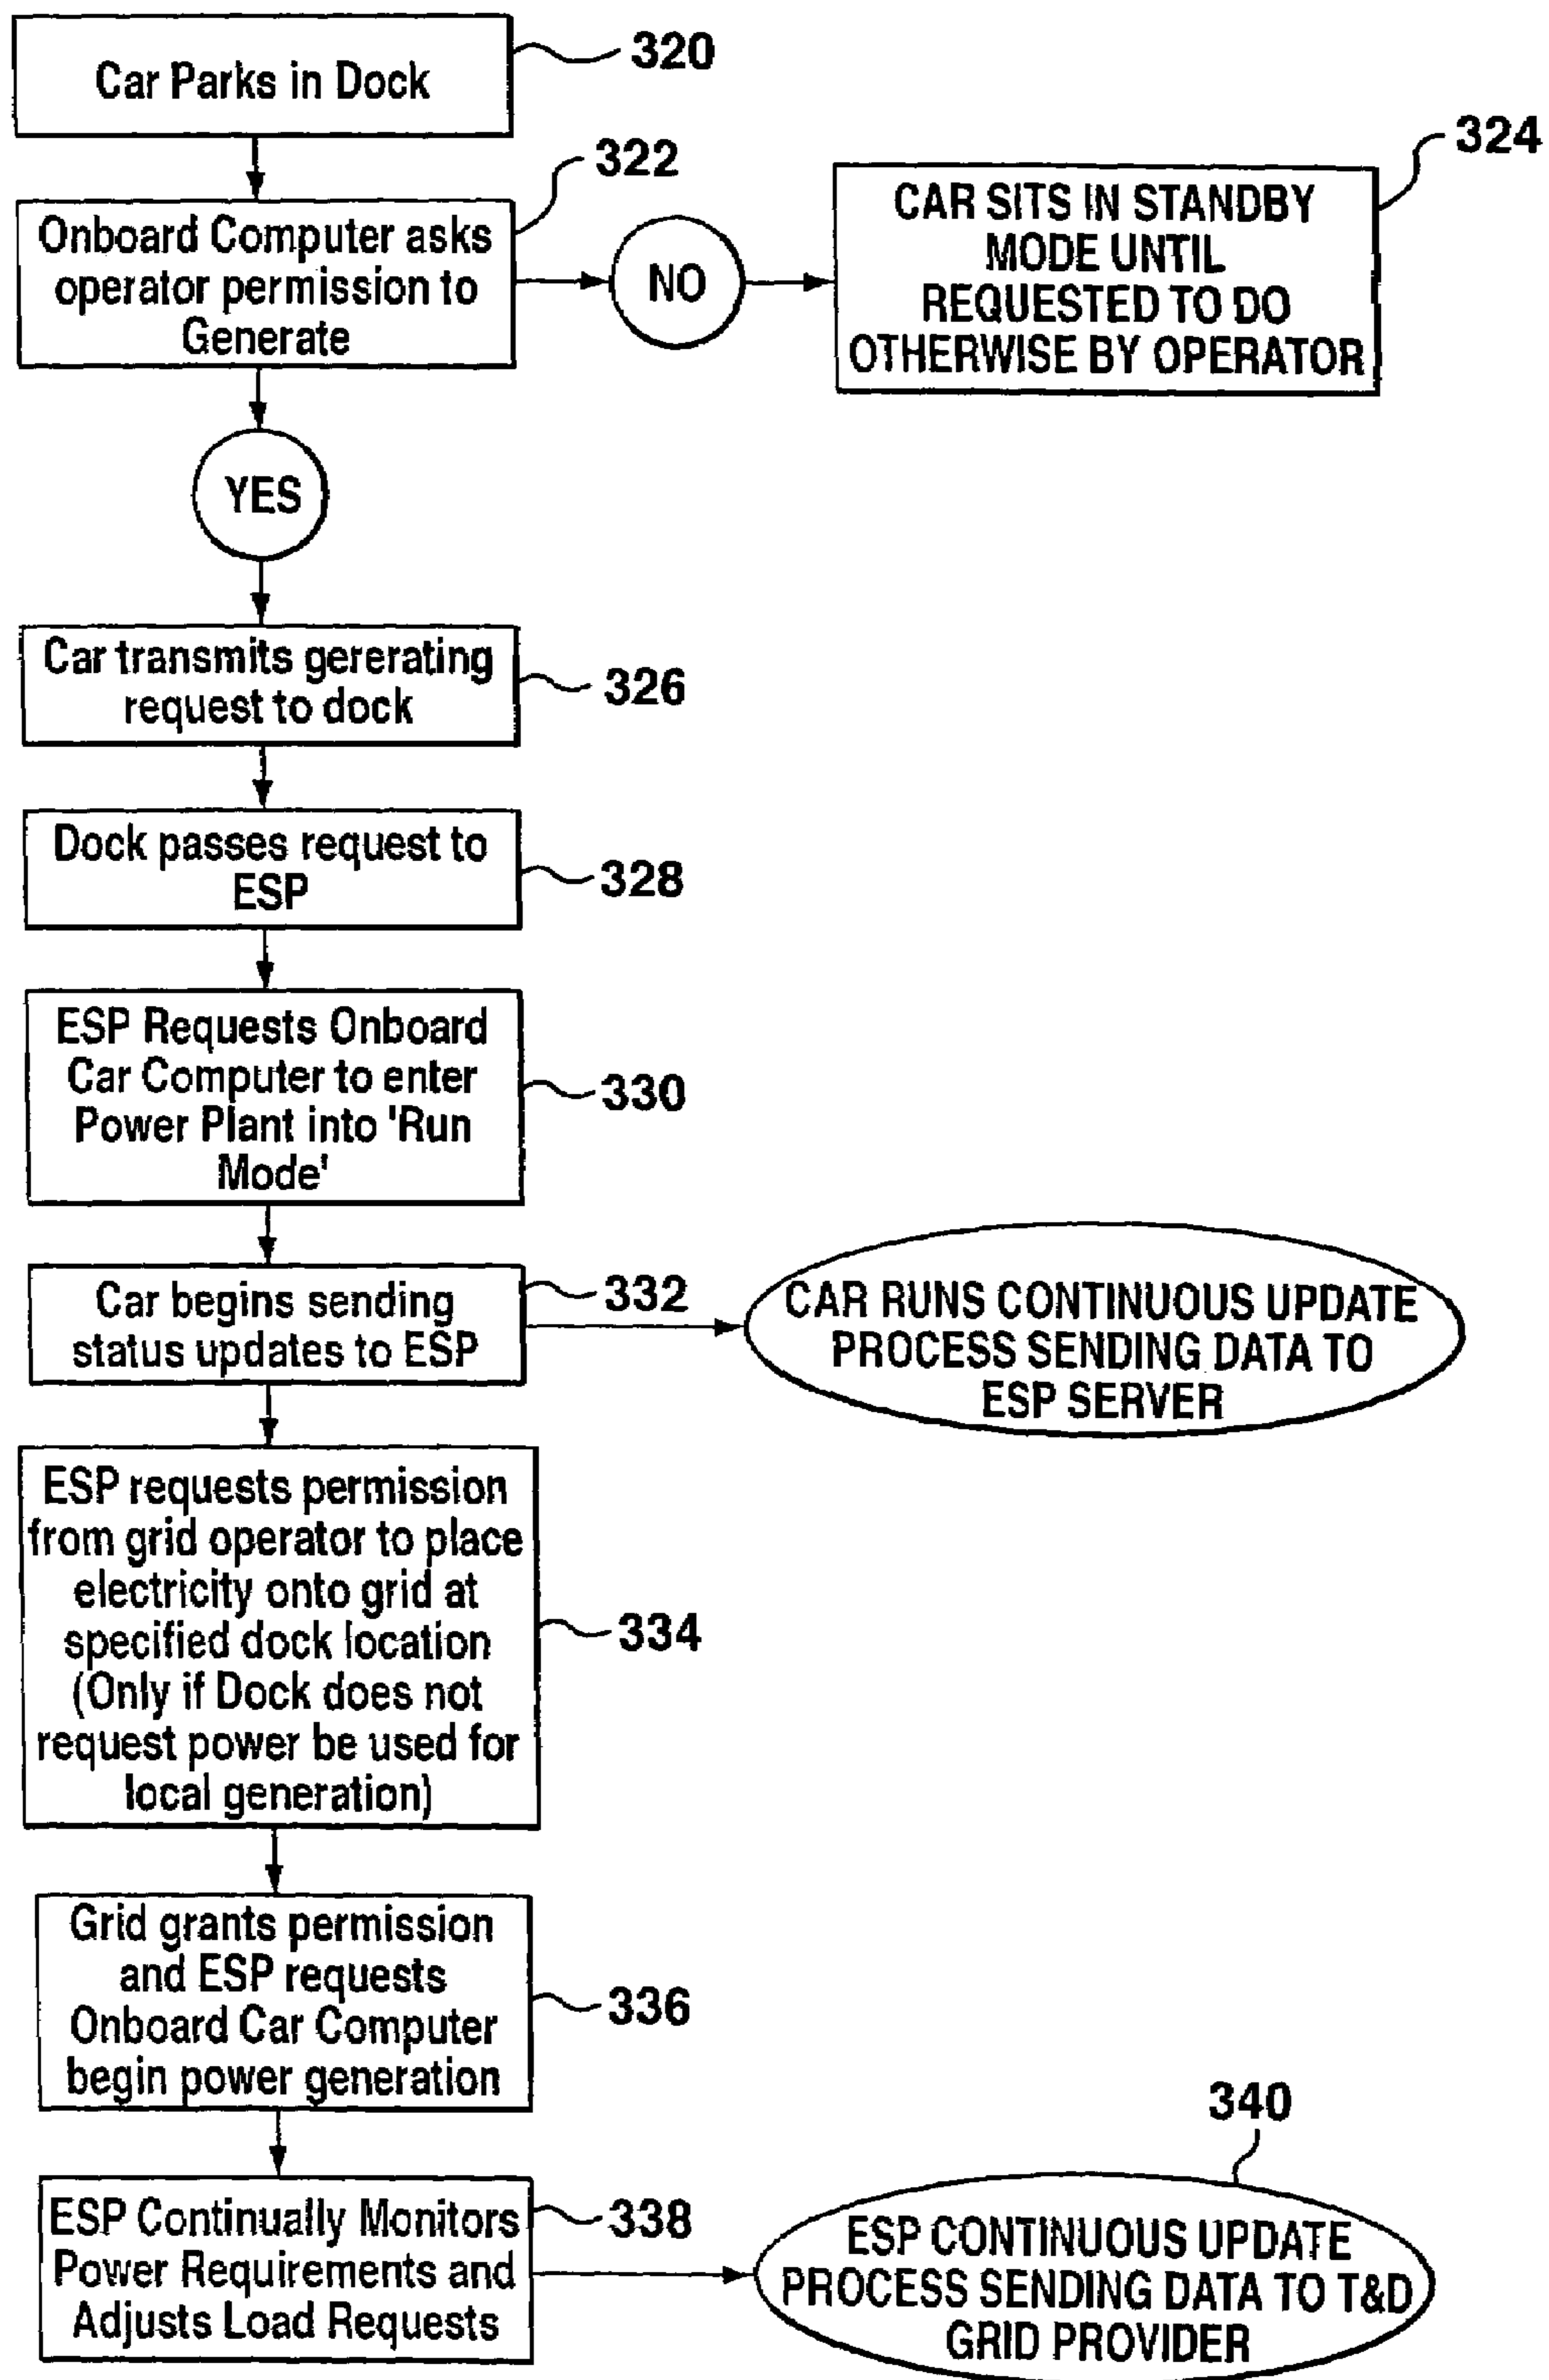 Car Parks in Dock
320
Onboard Computer asks
operator permission to
Generate
322
NO
CAR SITS IN STANDBY
MODE UNTIL
REQUESTED TO DO
OTHERWISE BY OPERATOR
324
YES
Car transmits gererating
request to dock
326
Dock passes request to
ESP
328
ESP Requests Onboard
Car Computer to enter
Power Plant into 'Run
Mode'
330
Car begins sending
status updates to ESP
332
CAR RUNS CONTINUOUS UPDATE
PROCESS SENDING DATA TO
ESP SERVER
ESP requests permission
from grid operator to place
electricity onto grid at
specified dock location
(Only if Dock does not
request power be used for
local generation)
334
Grid grants permission
and ESP requests
Onboard Car Computer
begin power generation
336
ESP Continually Monitors
Power Requirements and
Adjusts Load Requests
338
340
ESP CONTINUOUS UPDATE
PROCESS SENDING DATA TO T&D
GRID PROVIDER